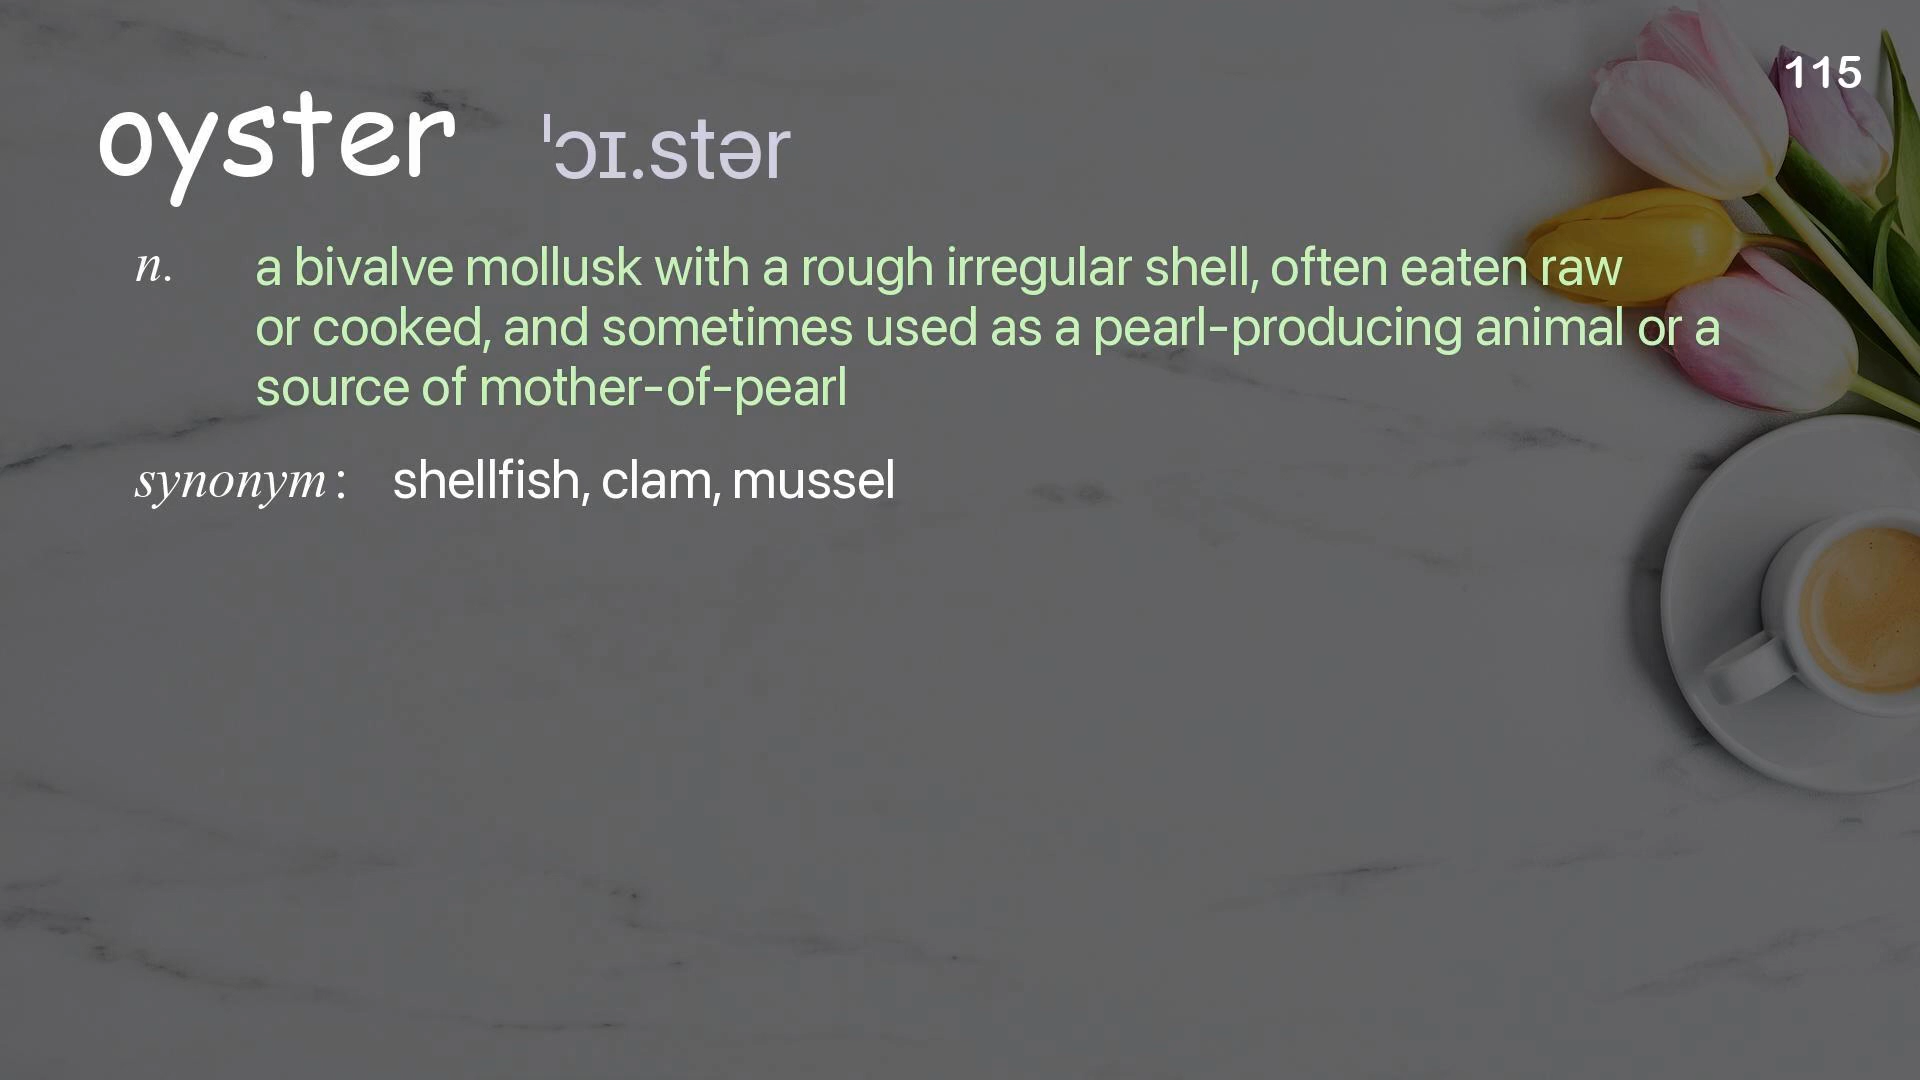 115
oyster ˈɔɪ.stər
n. a bivalve mollusk with a rough irregular shell, often eaten raw
or cooked, and sometimes used as a pearl-producing animal or a
source of mother-of-pearl
synonym: shellfish, clam, mussel